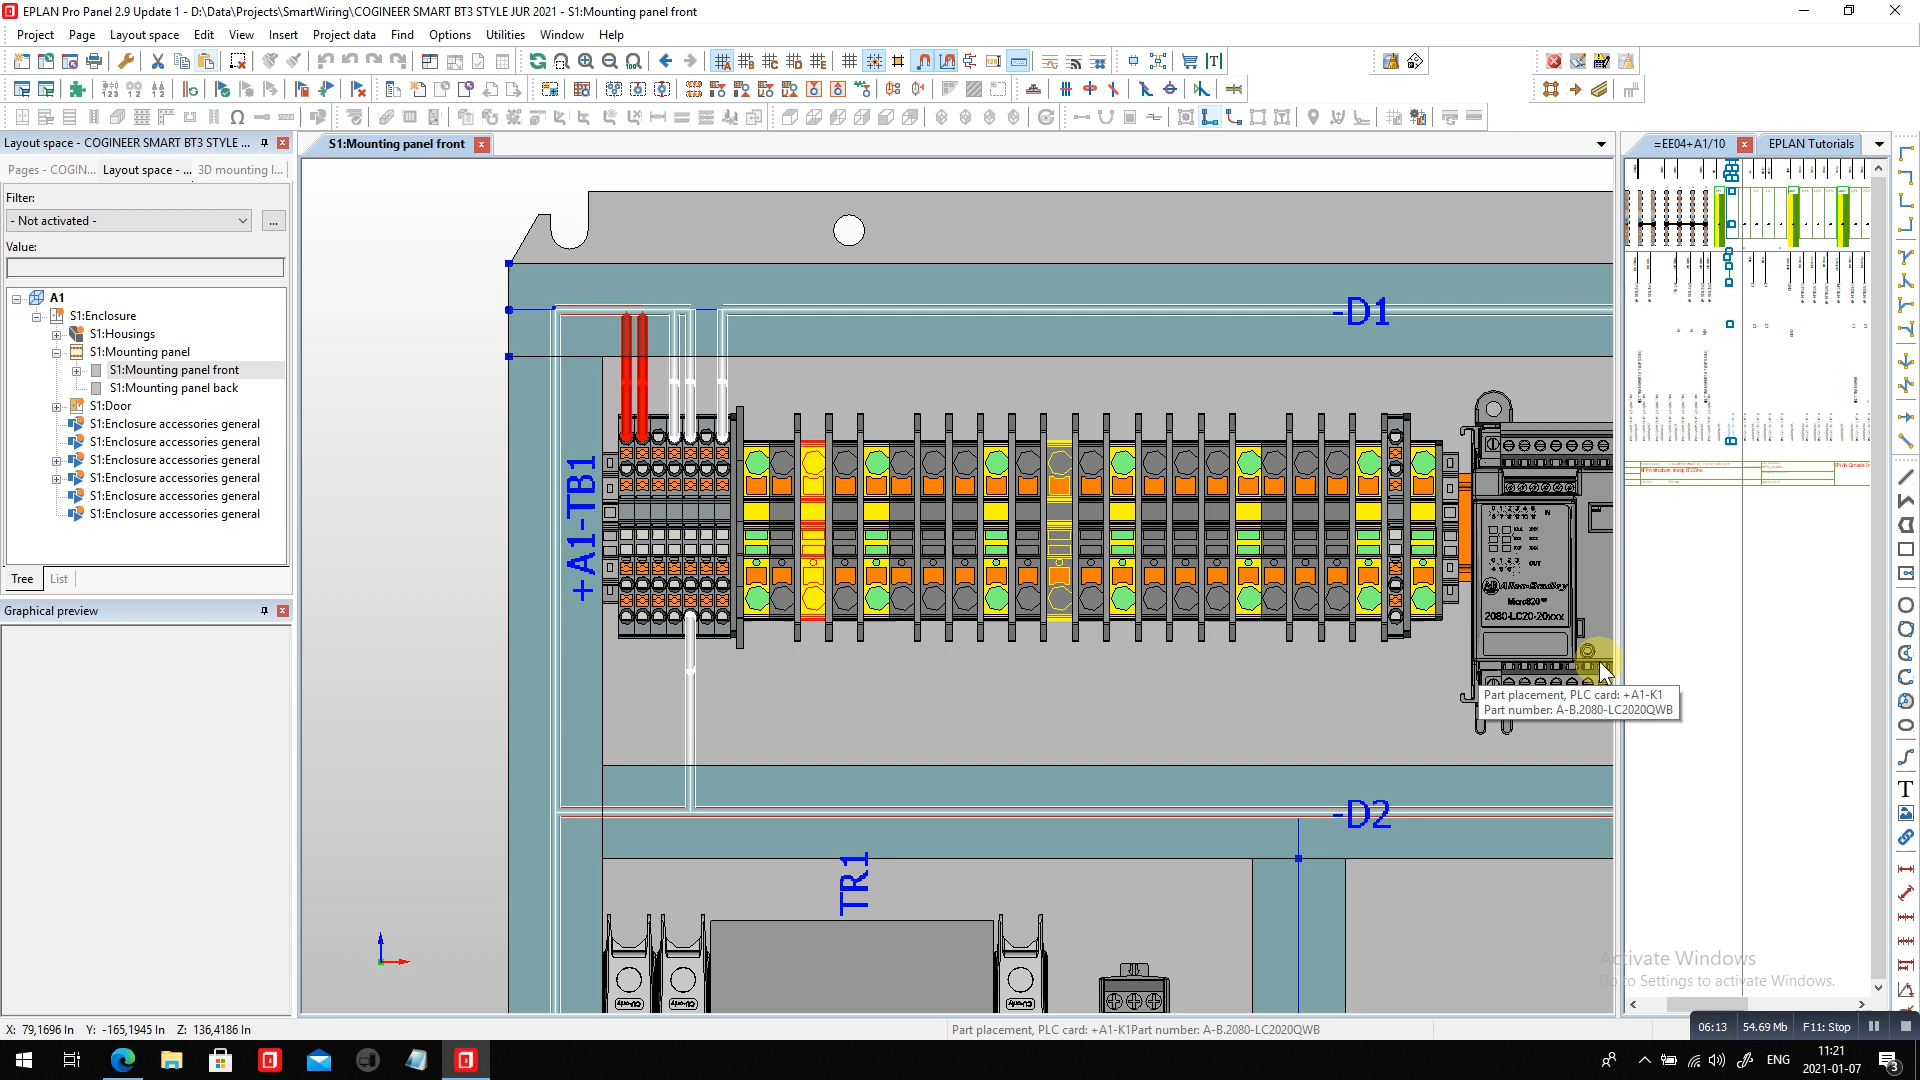 EPLAN Pro Panel 2.9 Update 1 - D:\Data\Projects\SmartWiring\COGINEER SMART BT3 STYLE JUR 2021 - S1:Mounting panel front
Project Page Layout space Edit View Insert Project data Find Options Utilities Window Help
Layout space - COGINEER SMART BT3 STYLE ...
S1:Mounting panel front
=EE04+A1/10
EPLAN Tutorials
Pages - COGIN...
Layout space - ...
3D mounting l...
Filter:
- Not activated -
...
Value:
A1
S1:Enclosure
S1:Housings
S1:Mounting panel
S1:Mounting panel front
S1:Mounting panel back
S1:Door
S1:Enclosure accessories general
S1:Enclosure accessories general
S1:Enclosure accessories general
S1:Enclosure accessories general
S1:Enclosure accessories general
S1:Enclosure accessories general
Tree
List
Graphical preview
-D1
+A1-TB1
-D2
TR1
IN
OUT
AB Allen-Bradley
Micro820
2080-LC20-20xxx
Part placement, PLC card: +A1-K1
Part number: A-B.2080-LC2020QWB
Activate Windows
Go to Settings to activate Windows.
X: 79,1696 In Y: -165,1945 In Z: 136,4186 In
Part placement, PLC card: +A1-K1Part number: A-B.2080-LC2020QWB
06:13
54.69 Mb
F11: Stop
ENG
11:21
2021-01-07
3